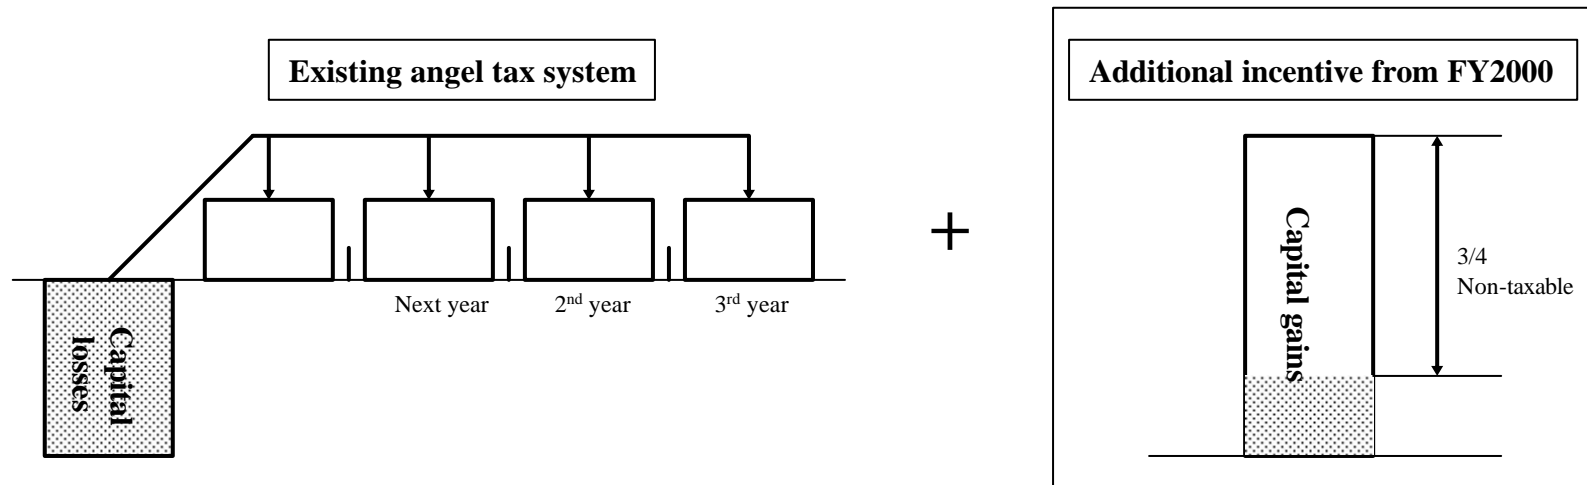 Existing angel tax system
Additional incentive from FY2000
+
3/4
Non-taxable
Capital gains
Next year
2nd year
3rd year
Capital
losses